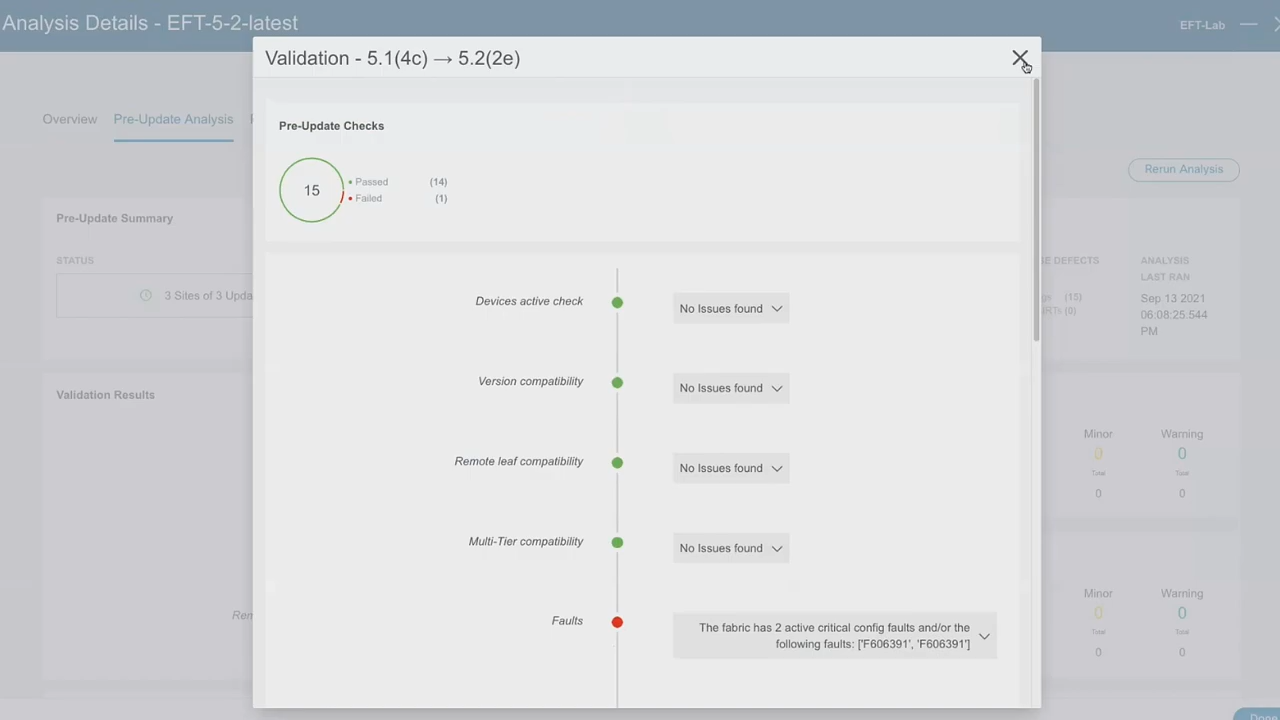 Analysis Details - EFT-5-2-latest
EFT-Lab
Validation - 5.1(4c) → 5.2(2e)
Overview
Pre-Update Analysis
Rerun Analysis
Pre-Update Checks
15
Passed (14)
Failed (1)
Pre-Update Summary
STATUS
3 Sites of 3 Upda
ANALYSIS
LAST RAN
Sep 13 2021
06:08:25.544
PM
DEFECTS
(15)
(0)
Devices active check
No Issues found
Version compatibility
No Issues found
Validation Results
Minor
Warning
0
0
Total
Total
0
0
Remote leaf compatibility
No Issues found
Multi-Tier compatibility
No Issues found
Minor
Warning
0
0
Total
Total
0
0
Faults
The fabric has 2 active critical config faults and/or the
following faults: ['F606391', 'F606391']
Done